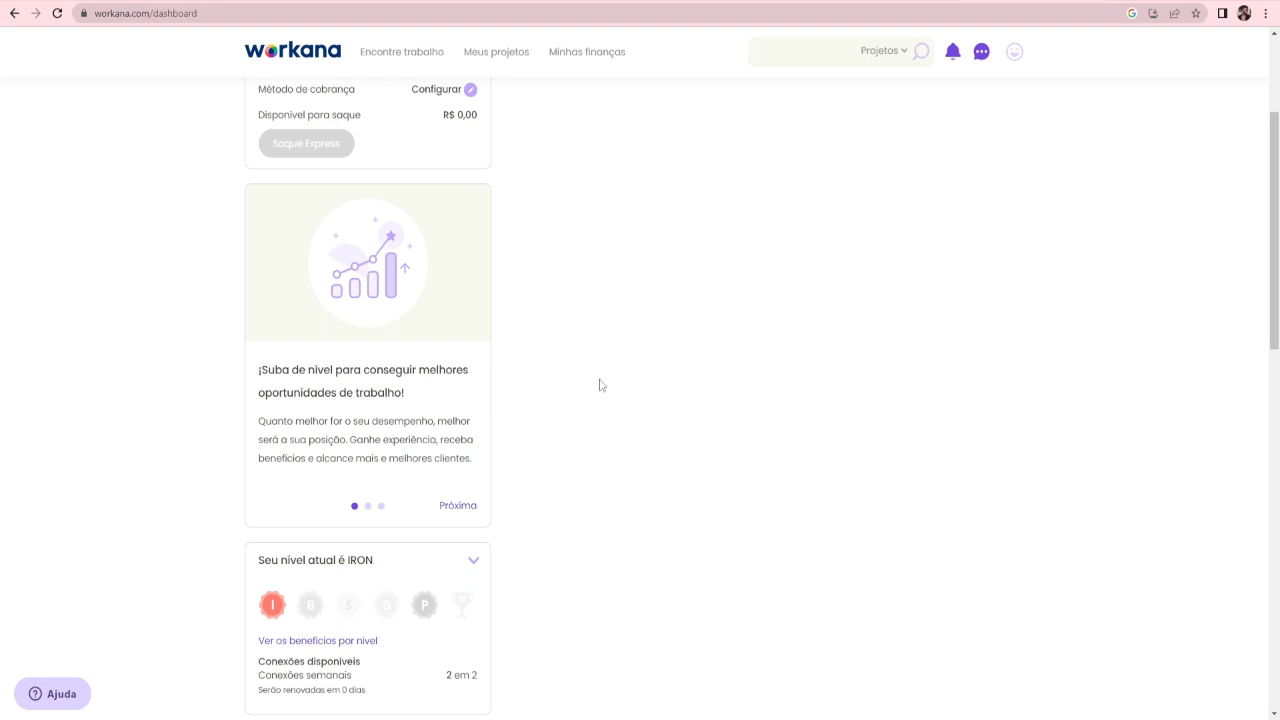 workana.com/dashboard
workana
Encontre trabalho
Meus projetos
Minhas finanças
Projetos
Método de cobrança
Configurar
Disponível para saque
R$ 0,00
Saque Express
¡Suba de nível para conseguir melhores
oportunidades de trabalho!
Quanto melhor for o seu desempenho, melhor
será a sua posição. Ganhe experiência, receba
benefícios e alcance mais e melhores clientes.
Próxima
Seu nível atual é IRON
I B S G P
Ver os benefícios por nivel
Conexões disponíveis
Conexões semanais
2 em 2
Serão renovadas em 0 dias
Ajuda